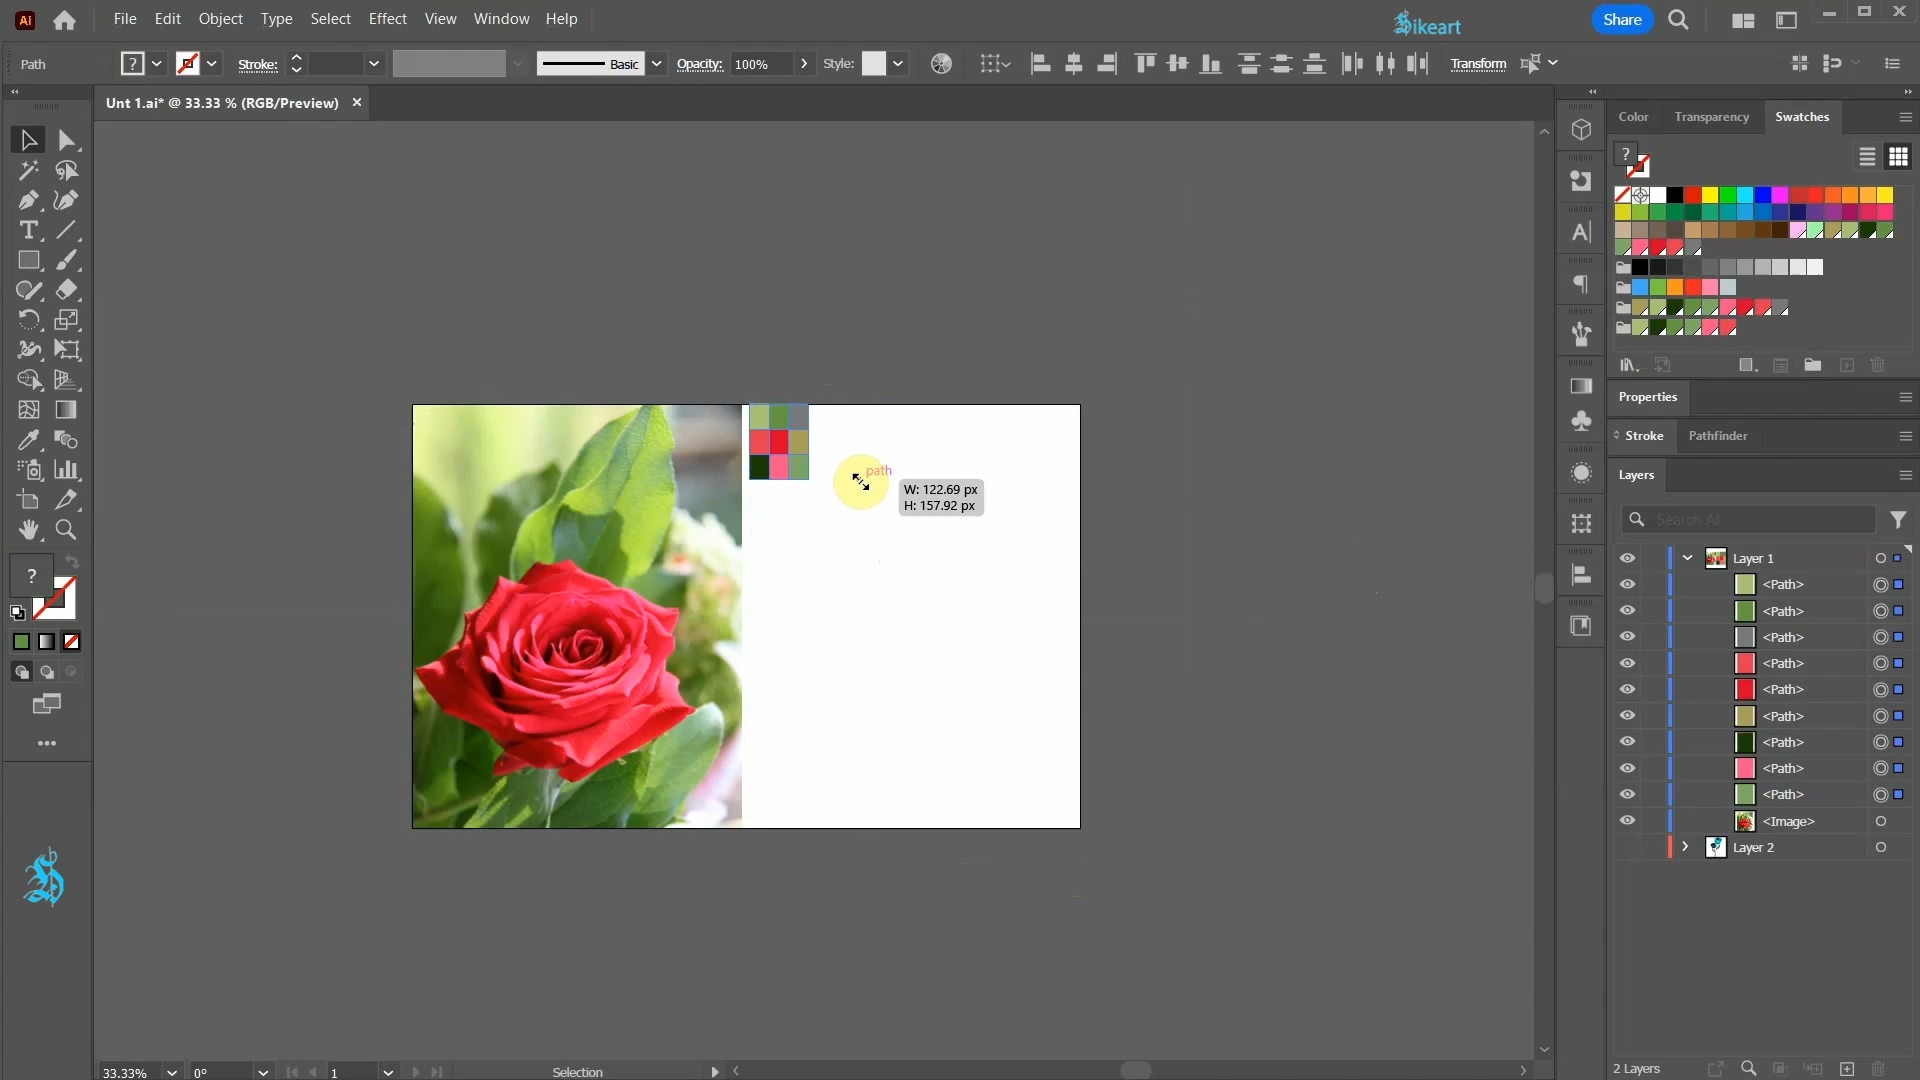 Ai File Edit Object Type Select Effect View Window Help
Sikeart
Share
Path
?
Stroke:
Basic
Opacity: 100%
Style:
Transform
Unt 1.ai* @ 33.33 % (RGB/Preview)
Color Transparency Swatches
?
Properties
Stroke Pathfinder
Layers
Search All
Layer 1
<Path>
<Path>
<Path>
<Path>
<Path>
<Path>
<Path>
<Path>
<Path>
<Image>
Layer 2
path
W: 122.69 px
H: 157.92 px
?
33.33% 0° 1 Selection
2 Layers